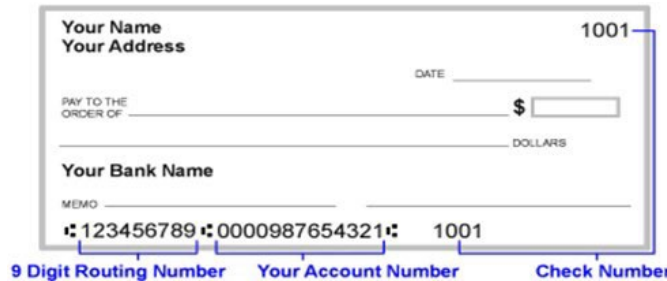 Your Name 1001
Your Address
DATE
PAY TO THE
ORDER OF $
DOLLARS
Your Bank Name
MEMO
⑆123456789⑆0000987654321⑆ 1001
9 Digit Routing Number Your Account Number Check Number